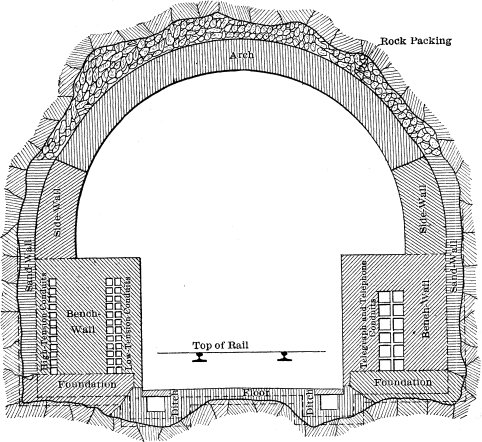 Rock Packing
Arch
Side-Wall
Side-Wall
Sand-Wall
Sand-Wall
High-Tension Conduits
Bench-
Wall
Low-Tension Conduits
Telegraph and Telephone
Conduits
Bench-Wall
Top of Rail
Foundation
Foundation
Floor
Ditch
Ditch